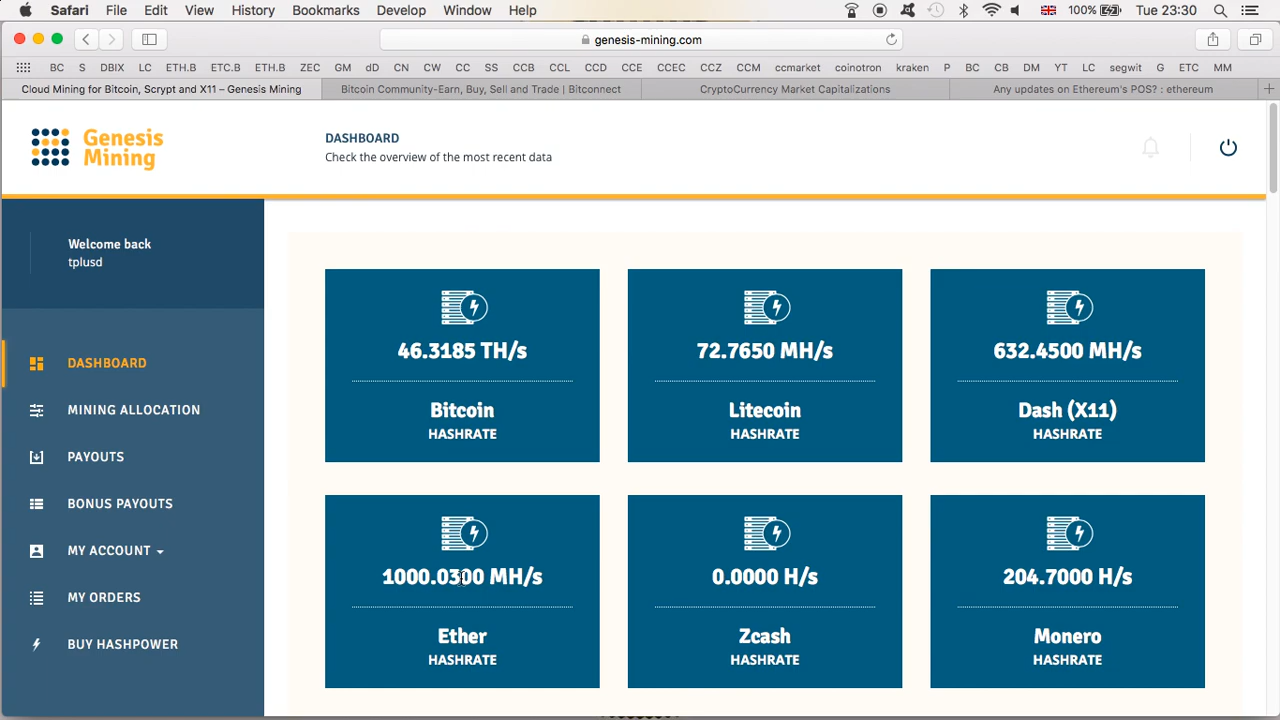 Safari File Edit View History Bookmarks Develop Window Help 100% Tue 23:30
genesis-mining.com
BC S DBIX LC ETH.B ETC.B ETH.B ZEC GM dD CN CW CC SS CCB CCL CCD CCE CCEC CCZ CCM ccmarket coinotron kraken P BC CB DM YT LC segwit G ETC MM
Cloud Mining for Bitcoin, Scrypt and X11 – Genesis Mining Bitcoin Community-Earn, Buy, Sell and Trade | Bitconnect CryptoCurrency Market Capitalizations Any updates on Ethereum's POS? : ethereum
Genesis
Mining
DASHBOARD
Check the overview of the most recent data
Welcome back
tplusd
DASHBOARD
MINING ALLOCATION
PAYOUTS
BONUS PAYOUTS
MY ACCOUNT
MY ORDERS
BUY HASHPOWER
46.3185 TH/s
Bitcoin
HASHRATE
72.7650 MH/s
Litecoin
HASHRATE
632.4500 MH/s
Dash (X11)
HASHRATE
1000.0300 MH/s
Ether
HASHRATE
0.0000 H/s
Zcash
HASHRATE
204.7000 H/s
Monero
HASHRATE